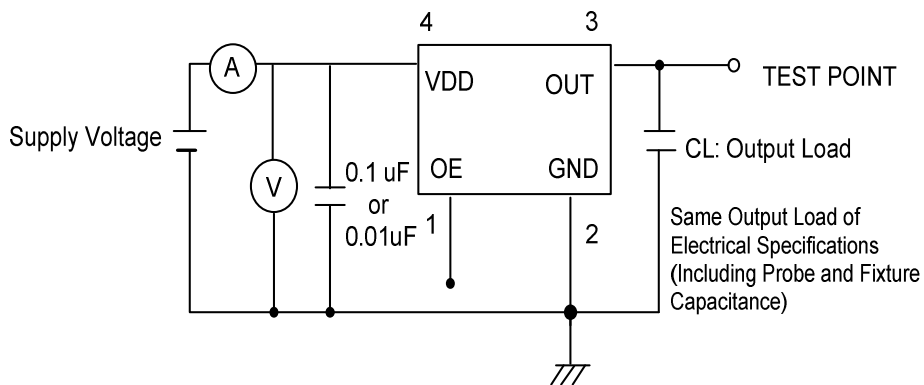 4
3
A
VDD
OUT
TEST POINT
Supply Voltage
CL: Output Load
V
0.1 uF
or
0.01uF
OE
GND
1
2
Same Output Load of
Electrical Specifications
(Including Probe and Fixture
Capacitance)